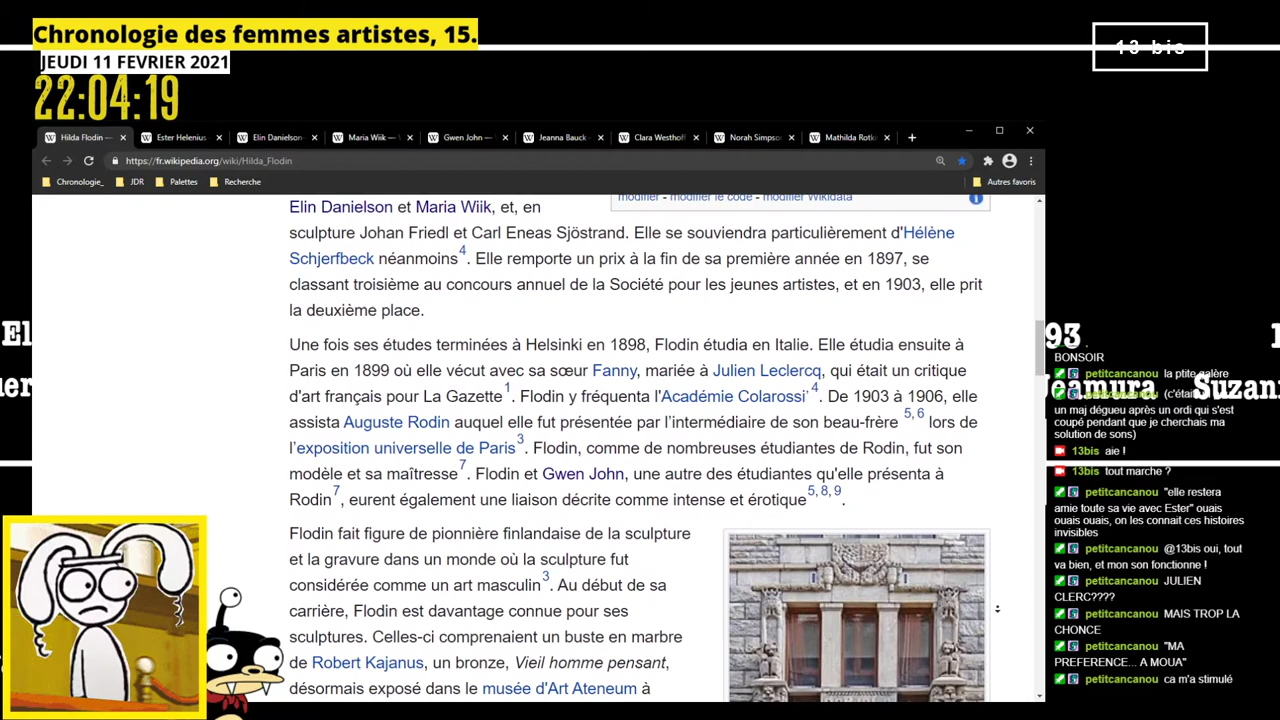 Chronologie des femmes artistes, 15.
JEUDI 11 FEVRIER 2021
22:04:19
13 bis
Hilda Flodin —
Ester Helenius
Elin Danielson
Maria Wiik —
Gwen John —
Jeanna Bauck
Clara Westhof
Norah Simpson
Mathilda Rotk
https://fr.wikipedia.org/wiki/Hilda_Flodin
Chronologie_
JDR
Palettes
Recherche
Autres favoris
modifier - modifier le code - modifier Wikidata
Elin Danielson et Maria Wiik, et, en
sculpture Johan Friedl et Carl Eneas Sjöstrand. Elle se souviendra particulièrement d'Hélène
Schjerfbeck néanmoins4. Elle remporte un prix à la fin de sa première année en 1897, se
classant troisième au concours annuel de la Société pour les jeunes artistes, et en 1903, elle prit
la deuxième place.
Une fois ses études terminées à Helsinki en 1898, Flodin étudia en Italie. Elle étudia ensuite à
Paris en 1899 où elle vécut avec sa sœur Fanny, mariée à Julien Leclercq, qui était un critique
d'art français pour La Gazette1. Flodin y fréquenta l'Académie Colarossi' 4. De 1903 à 1906, elle
assista Auguste Rodin auquel elle fut présentée par l'intermédiaire de son beau-frère 5, 6 lors de
l'exposition universelle de Paris3. Flodin, comme de nombreuses étudiantes de Rodin, fut son
modèle et sa maîtresse7. Flodin et Gwen John, une autre des étudiantes qu'elle présenta à
Rodin7, eurent également une liaison décrite comme intense et érotique5, 8, 9.
Flodin fait figure de pionnière finlandaise de la sculpture
et la gravure dans un monde où la sculpture fut
considérée comme un art masculin3. Au début de sa
carrière, Flodin est davantage connue pour ses
sculptures. Celles-ci comprenaient un buste en marbre
de Robert Kajanus, un bronze, Vieil homme pensant,
désormais exposé dans le musée d'Art Ateneum à
El
uer
93
Jeamura Suzan
BONSOIR
petitcancanou la ptite galère
(c'était
un maj dégueu après un ordi qui s'est
coupé pendant que je cherchais ma
solution de sons)
13bis aie !
13bis tout marche ?
petitcancanou "elle restera
amie toute sa vie avec Ester" ouais
ouais ouais, on les connait ces histoires
invisibles
petitcancanou @13bis oui, tout
va bien, et mon son fonctionne !
petitcancanou JULIEN
CLERC????
petitcancanou MAIS TROP LA
CHONCE
petitcancanou "MA
PREFERENCE... A MOUA"
petitcancanou ca m'a stimulé